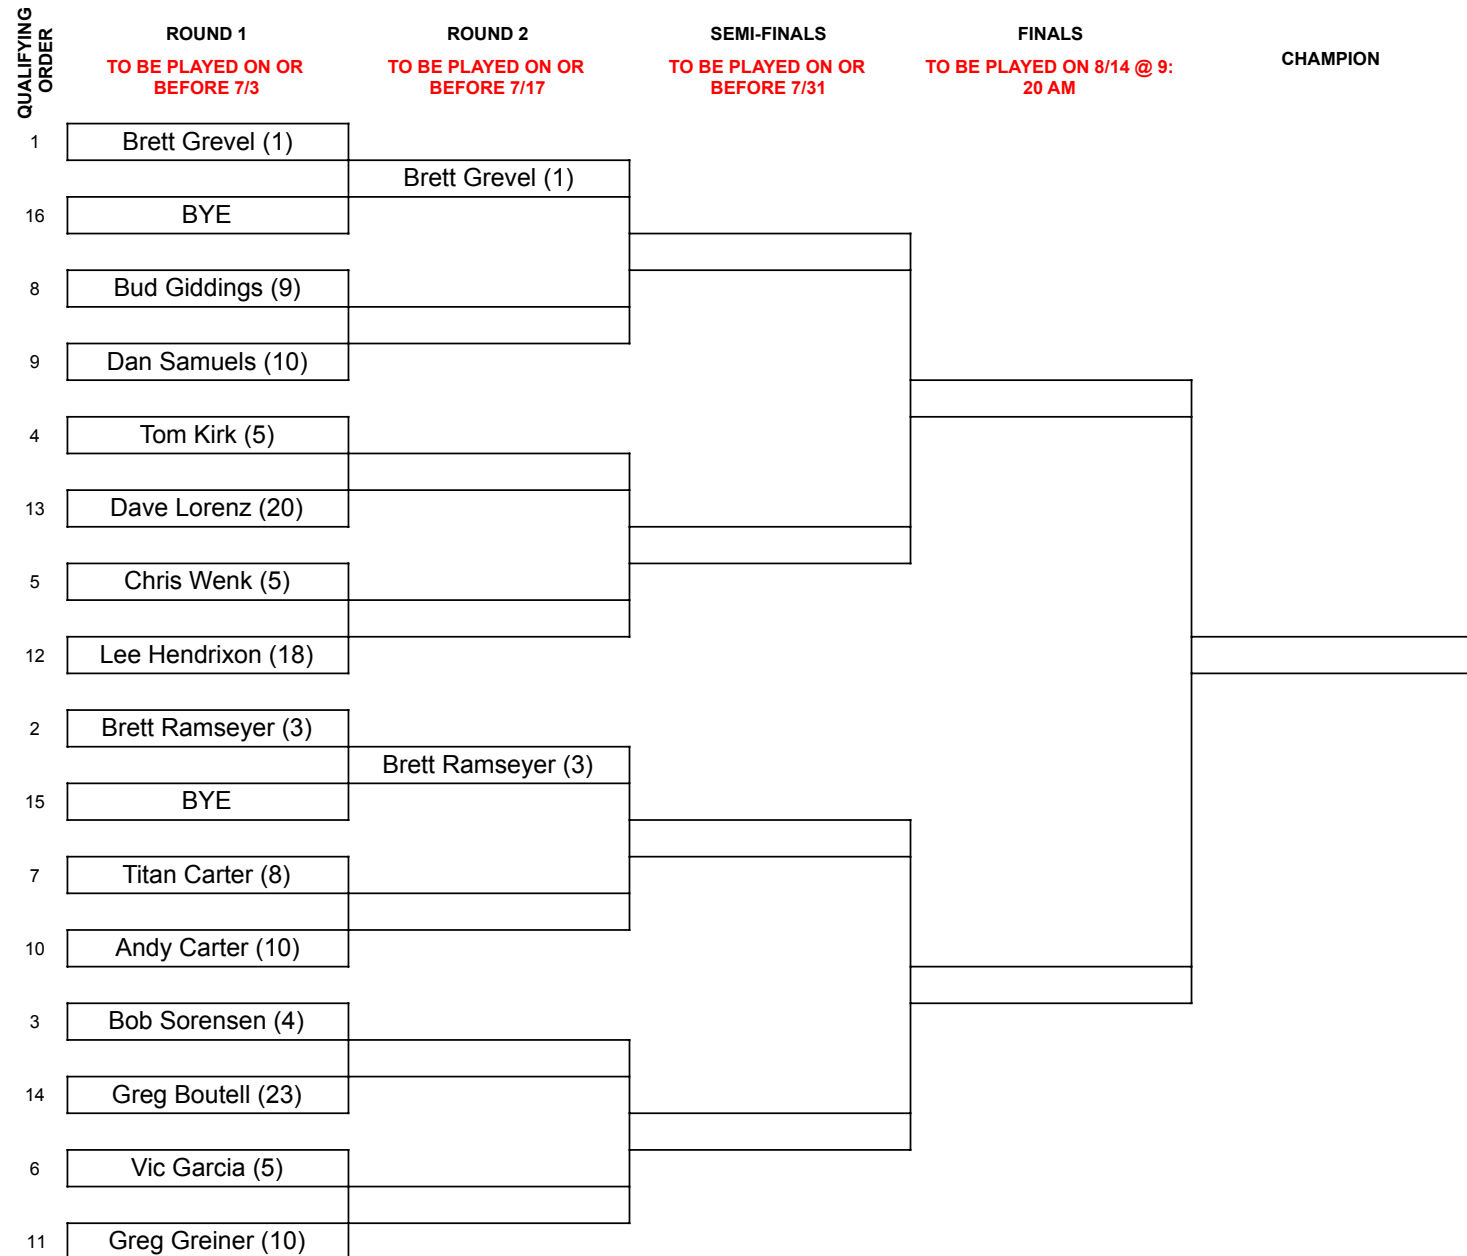 QUALIFYING
ORDER
ROUND 1
TO BE PLAYED ON OR
BEFORE 7/3
ROUND 2
TO BE PLAYED ON OR
BEFORE 7/17
SEMI-FINALS
TO BE PLAYED ON OR
BEFORE 7/31
FINALS
TO BE PLAYED ON 8/14 @ 9:
20 AM
CHAMPION
1 Brett Grevel (1)
Brett Grevel (1)
16 BYE
8 Bud Giddings (9)
9 Dan Samuels (10)
4 Tom Kirk (5)
13 Dave Lorenz (20)
5 Chris Wenk (5)
12 Lee Hendrixon (18)
2 Brett Ramseyer (3)
Brett Ramseyer (3)
15 BYE
7 Titan Carter (8)
10 Andy Carter (10)
3 Bob Sorensen (4)
14 Greg Boutell (23)
6 Vic Garcia (5)
11 Greg Greiner (10)